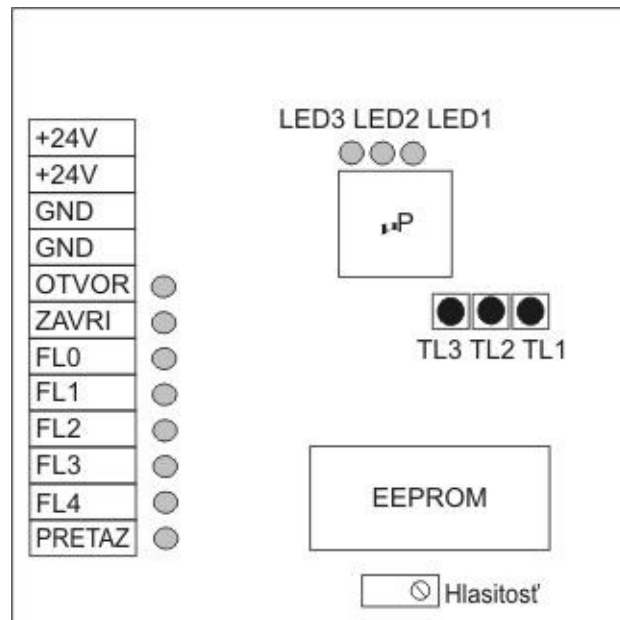 LED3 LED2 LED1
+24V
+24V
GND
GND
OTVOR
ZAVRI
FL0
FL1
FL2
FL3
FL4
PRETAZ
µP
TL3 TL2 TL1
EEPROM
Hlasitosť